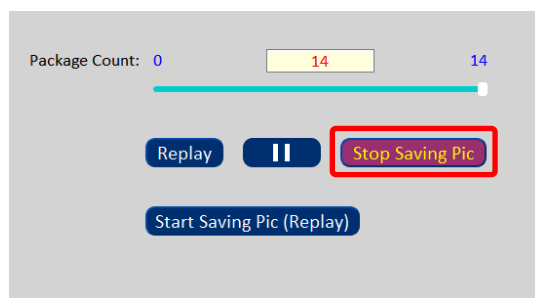 Package Count: 0 14 14
Replay Stop Saving Pic
Start Saving Pic (Replay)